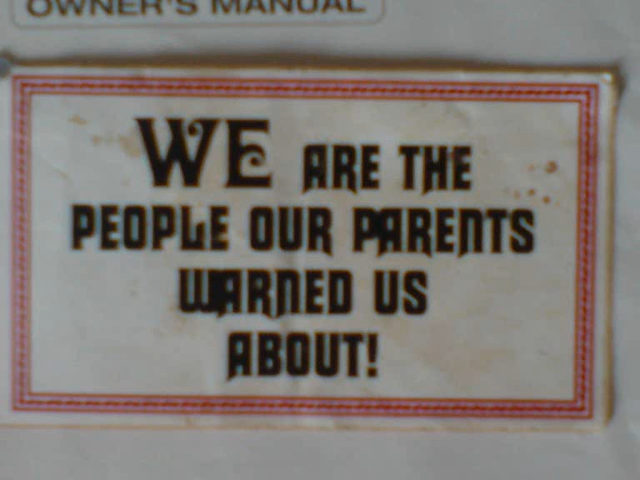 OWNER'S MANUAL
WE ARE THE
PEOPLE OUR PARENTS
WARNED US
ABOUT!